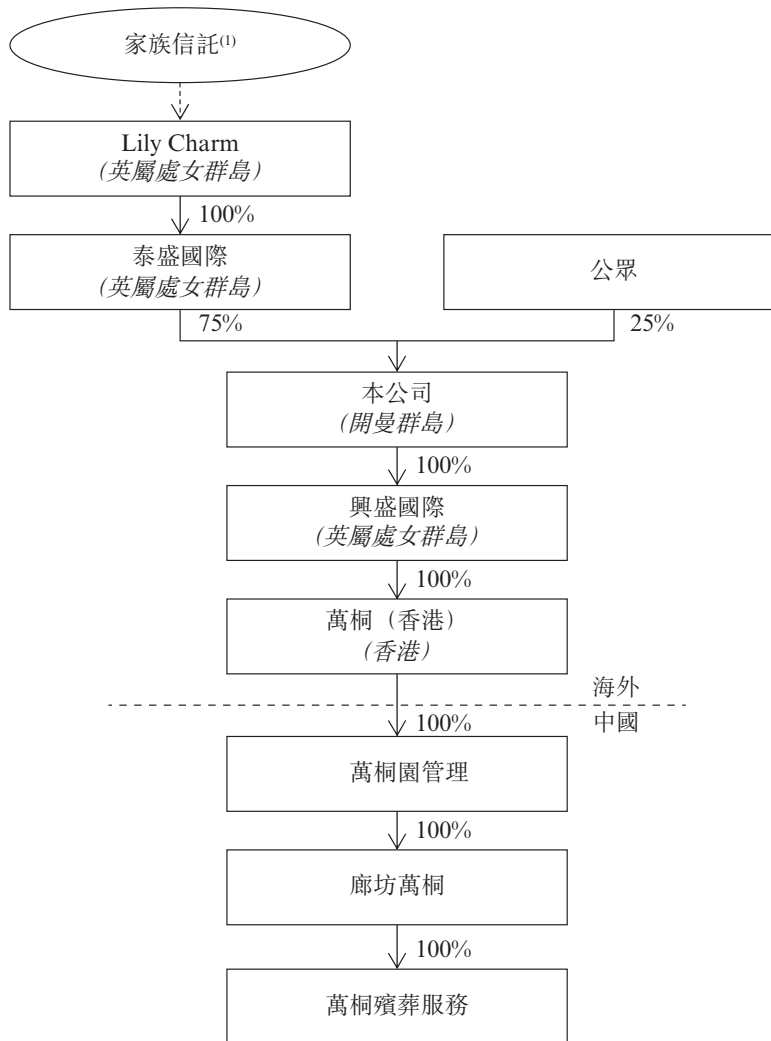 家族信託(1)
Lily Charm
(英屬處女群島)
100%
泰盛國際
(英屬處女群島)
公眾
75%
25%
本公司
(開曼群島)
100%
興盛國際
(英屬處女群島)
100%
萬桐（香港）
(香港)
海外
中國
100%
萬桐園管理
100%
廊坊萬桐
100%
萬桐殯葬服務